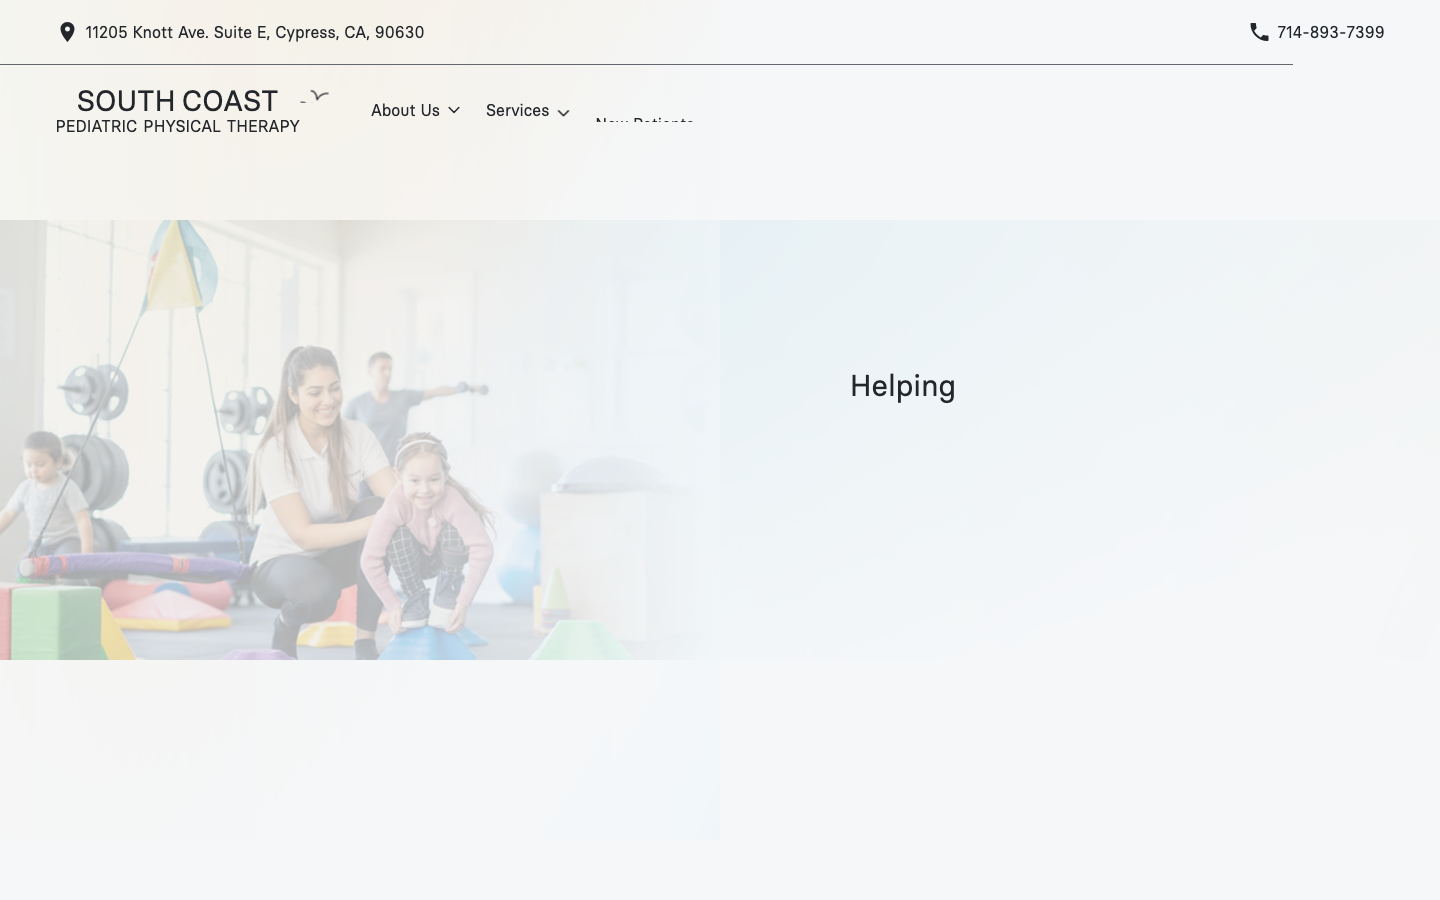 11205 Knott Ave. Suite E, Cypress, CA, 90630
714-893-7399
SOUTH COAST
PEDIATRIC PHYSICAL THERAPY
About Us
Services
New Patients
Helping